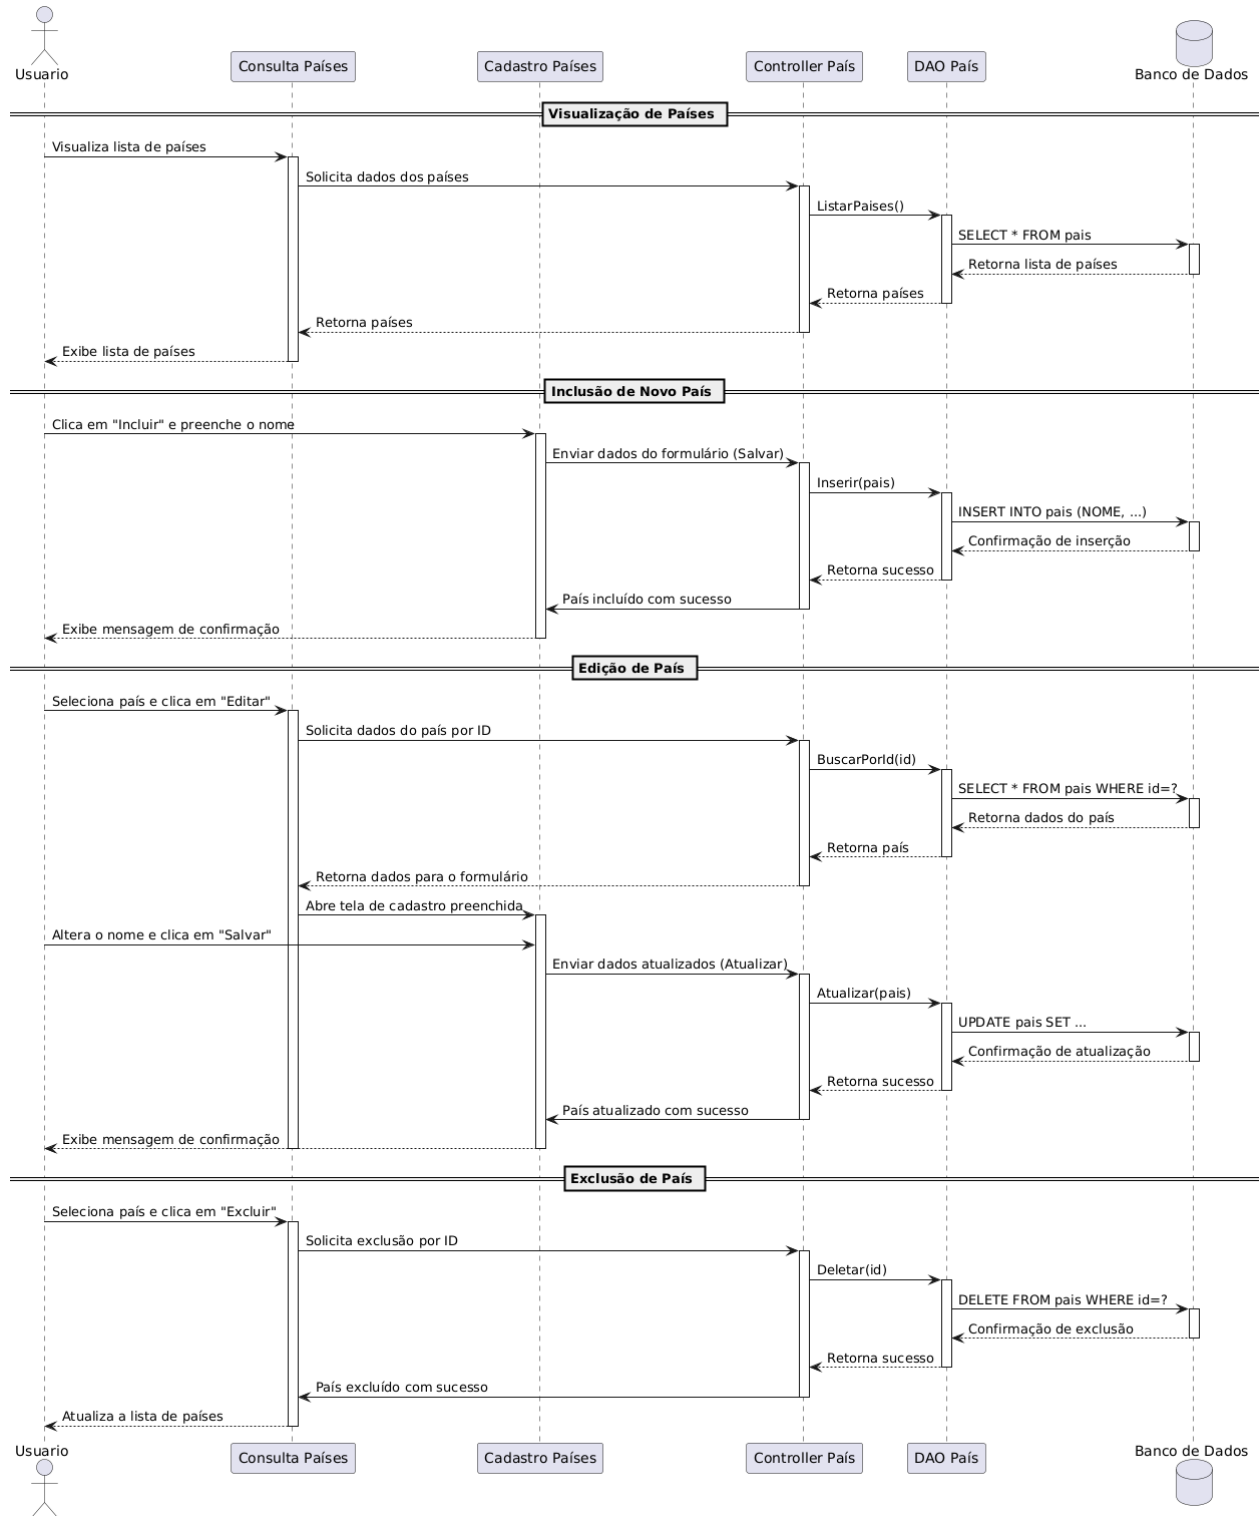 Usuario
Consulta Países
Cadastro Países
Controller País
DAO País
Banco de Dados
Visualização de Países
Visualiza lista de países
Solicita dados dos países
ListarPaises()
SELECT * FROM pais
Retorna lista de países
Retorna países
Retorna países
Exibe lista de países
Inclusão de Novo País
Clica em "Incluir" e preenche o nome
Enviar dados do formulário (Salvar)
Inserir(pais)
INSERT INTO pais (NOME, ...)
Confirmação de inserção
Retorna sucesso
País incluído com sucesso
Exibe mensagem de confirmação
Edição de País
Seleciona país e clica em "Editar"
Solicita dados do país por ID
BuscarPorId(id)
SELECT * FROM pais WHERE id=?
Retorna dados do país
Retorna país
Retorna dados para o formulário
Abre tela de cadastro preenchida
Altera o nome e clica em "Salvar"
Enviar dados atualizados (Atualizar)
Atualizar(pais)
UPDATE pais SET ...
Confirmação de atualização
Retorna sucesso
País atualizado com sucesso
Exibe mensagem de confirmação
Exclusão de País
Seleciona país e clica em "Excluir"
Solicita exclusão por ID
Deletar(id)
DELETE FROM pais WHERE id=?
Confirmação de exclusão
Retorna sucesso
País excluído com sucesso
Atualiza a lista de países
Usuario
Consulta Países
Cadastro Países
Controller País
DAO País
Banco de Dados